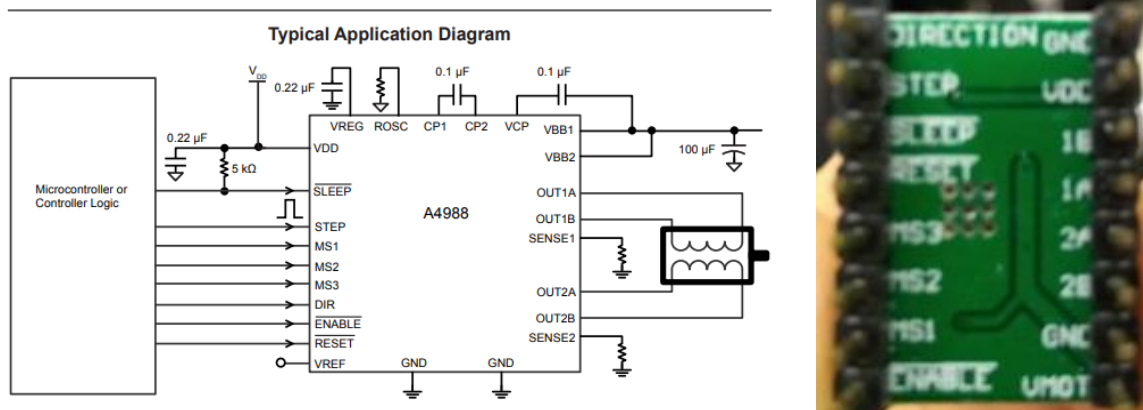 Typical Application Diagram
VDD
0.22 µF
0.1 µF
0.1 µF
0.22 µF
5 kΩ
100 µF
Microcontroller or
Controller Logic
VREG
ROSC
CP1
CP2
VCP
VDD
SLEEP
STEP
MS1
MS2
MS3
DIR
ENABLE
RESET
VREF
A4988
VBB1
VBB2
OUT1A
OUT1B
SENSE1
OUT2A
OUT2B
SENSE2
GND
GND
DIRECTION GND
STEP VDD
SLEEP 1B
RESET 1A
MS3 2A
MS2 2B
MS1 GND
ENABLE VMOT